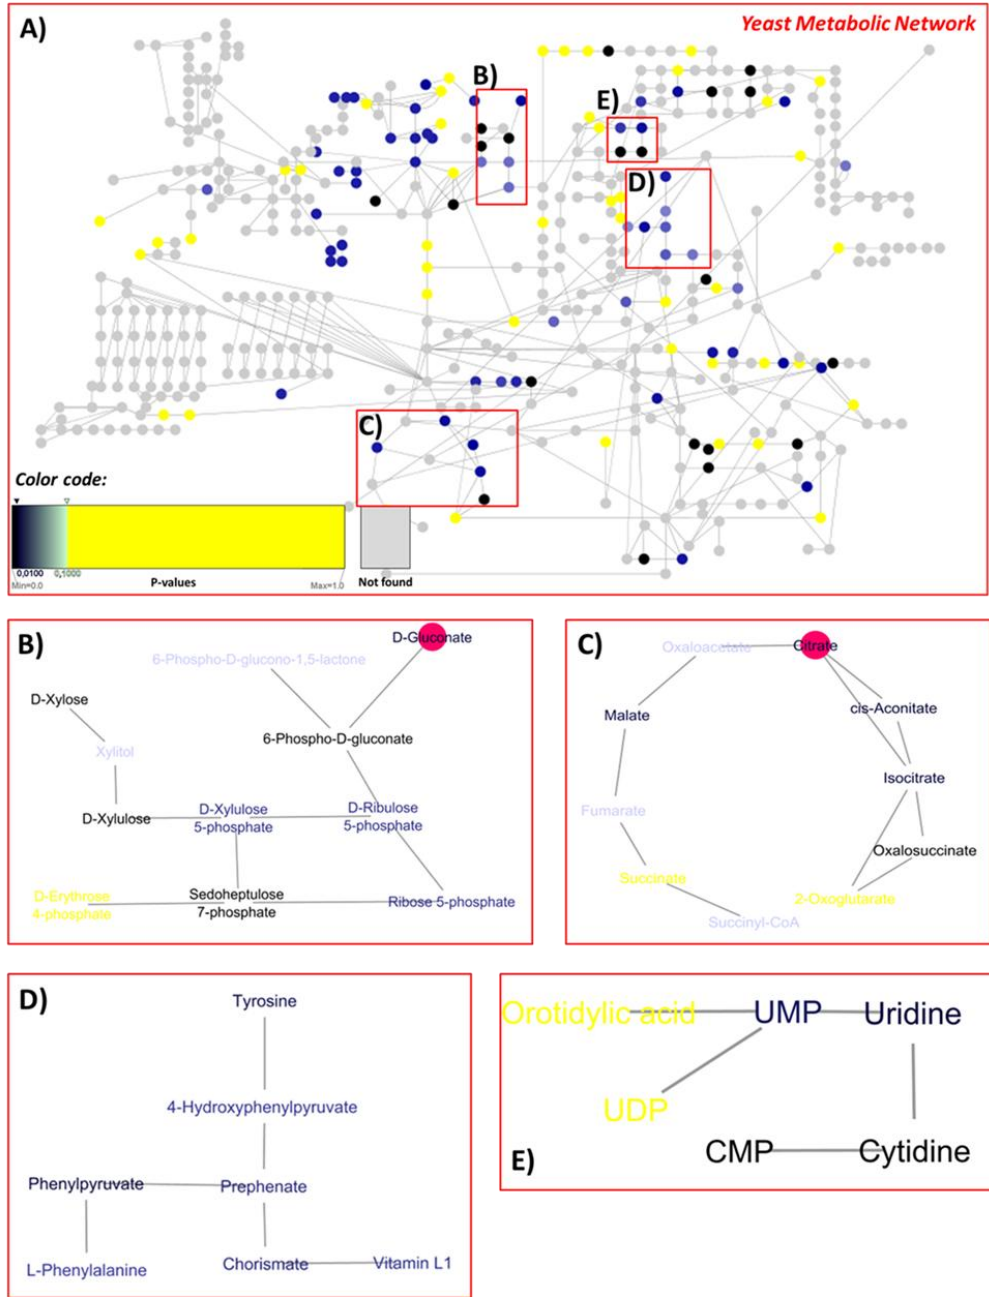 A)
Yeast Metabolic Network
B)
E)
D)
C)
Color code:
0,0100
0,1000
Min=0.0
P-values
Max=1.0
Not found
B)
D-Gluconate
6-Phospho-D-glucono-1,5-lactone
D-Xylose
6-Phospho-D-gluconate
Xylitol
D-Xylulose
D-Xylulose
5-phosphate
D-Ribulose
5-phosphate
D-Erythrose
4-phosphate
Sedoheptulose
7-phosphate
Ribose 5-phosphate
C)
Oxaloacetate
Citrate
Malate
cis-Aconitate
Isocitrate
Fumarate
Oxalosuccinate
Succinate
2-Oxoglutarate
Succinyl-CoA
D)
Tyrosine
4-Hydroxyphenylpyruvate
Phenylpyruvate
Prephenate
L-Phenylalanine
Chorismate
Vitamin L1
Orotidylic acid
UMP
Uridine
UDP
CMP
Cytidine
E)